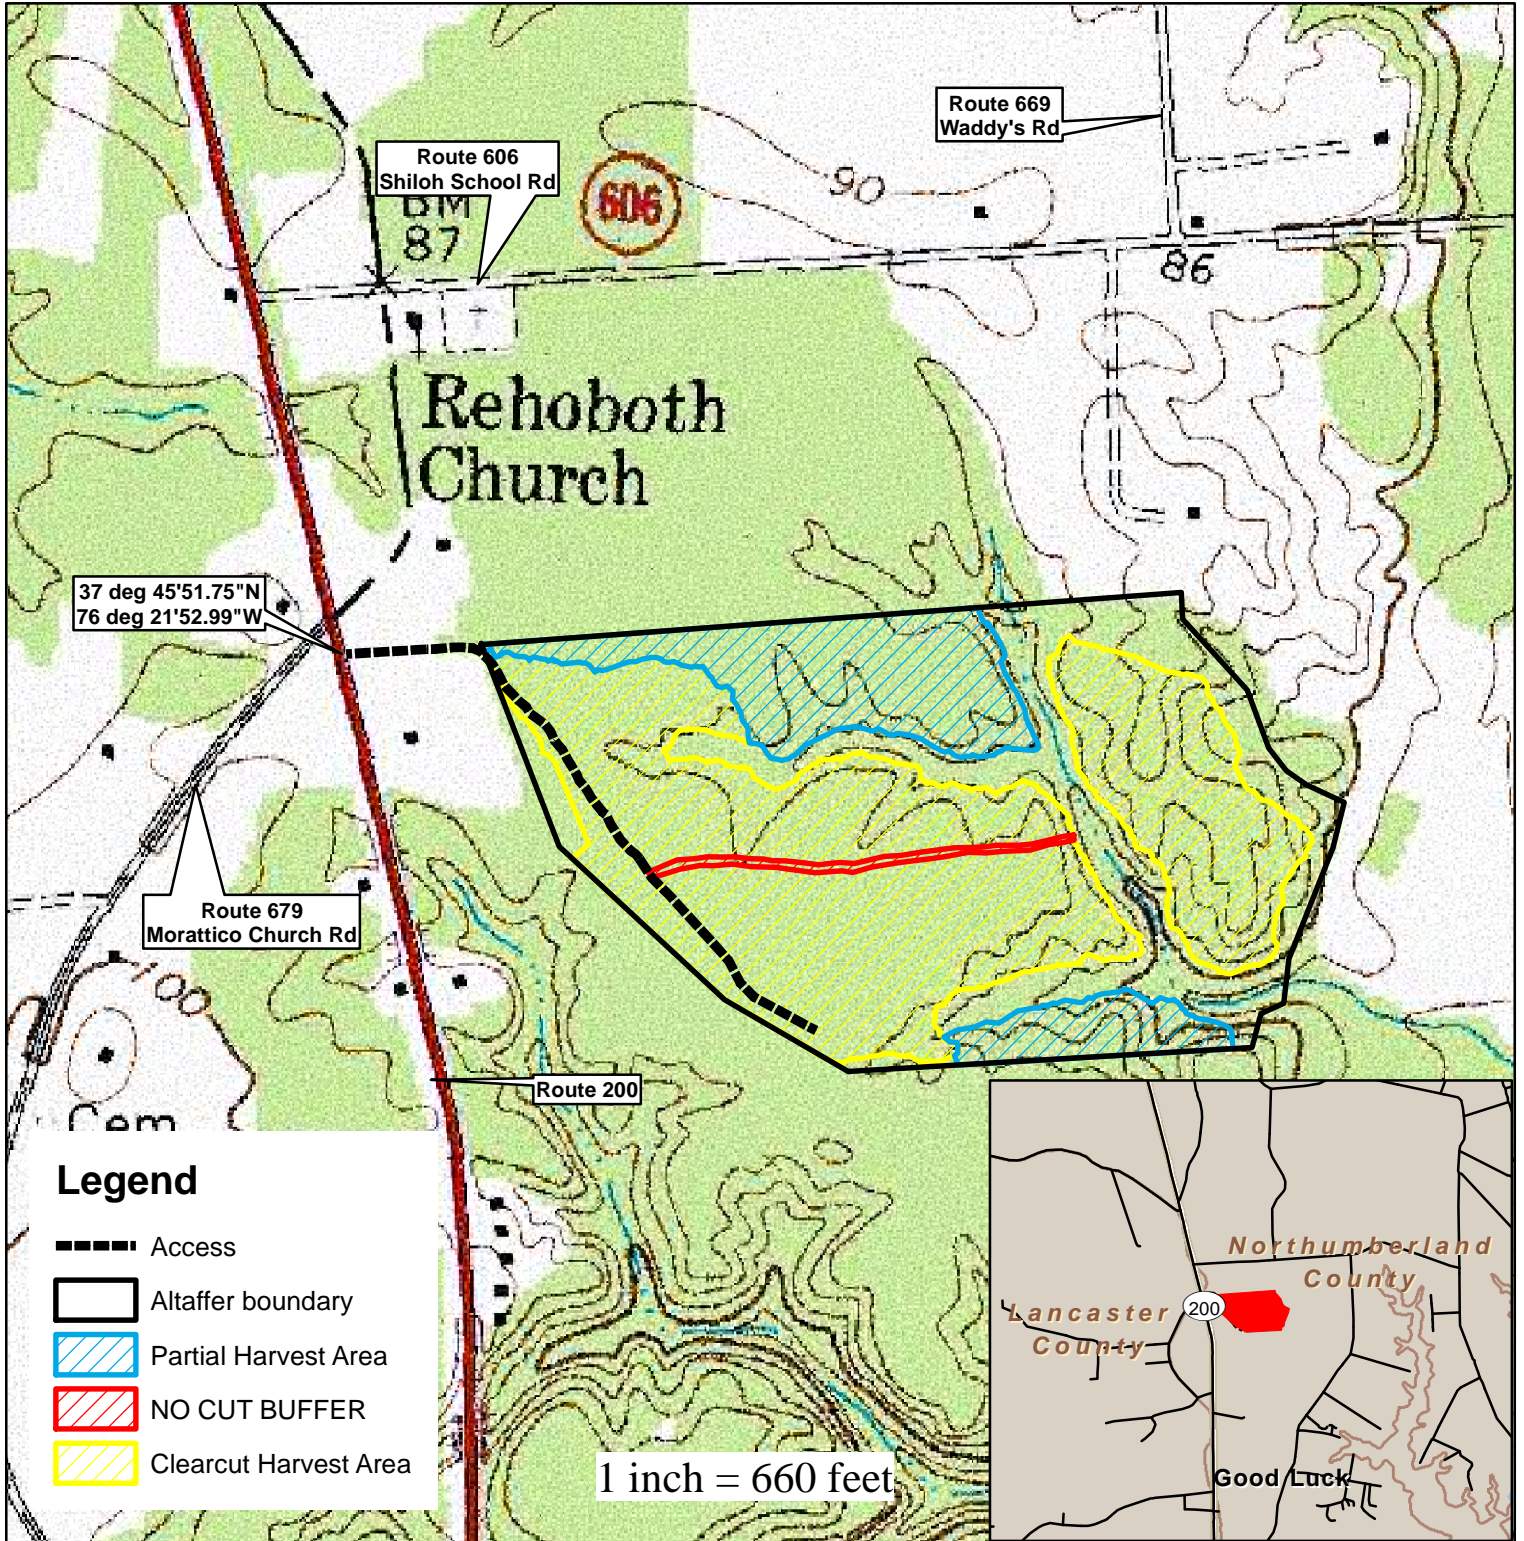 Route 669
Waddy's Rd
Route 606
Shiloh School Rd
606
90
BM
87
86
Rehoboth
Church
37 deg 45'51.75"N
76 deg 21'52.99"W
Route 679
Morattico Church Rd
100
Route 200
Cem
Legend
Access
Altaffer boundary
Partial Harvest Area
NO CUT BUFFER
Clearcut Harvest Area
1 inch = 660 feet
Northumberland
County
Lancaster
County
200
Good Luck